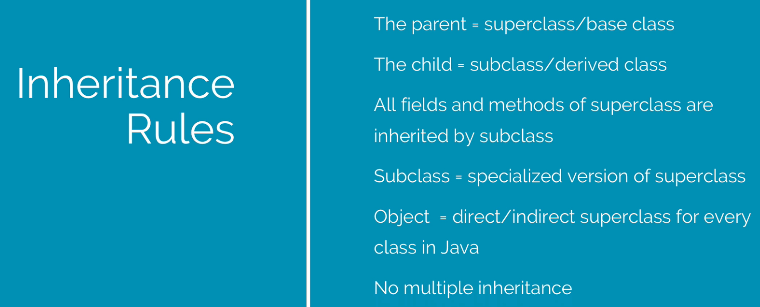 Inheritance
Rules
The parent = superclass/base class
The child = subclass/derived class
All fields and methods of superclass are
inherited by subclass
Subclass = specialized version of superclass
Object = direct/indirect superclass for every
class in Java
No multiple inheritance